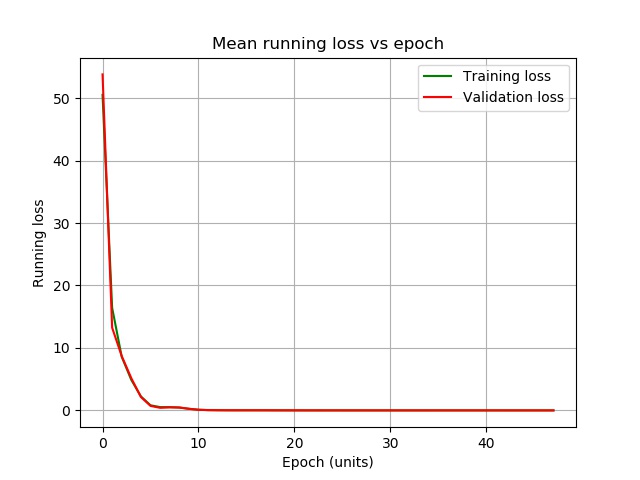 Mean running loss vs epoch
Training loss
Validation loss
Running loss
50
40
30
20
10
0
0 10 20 30 40
Epoch (units)